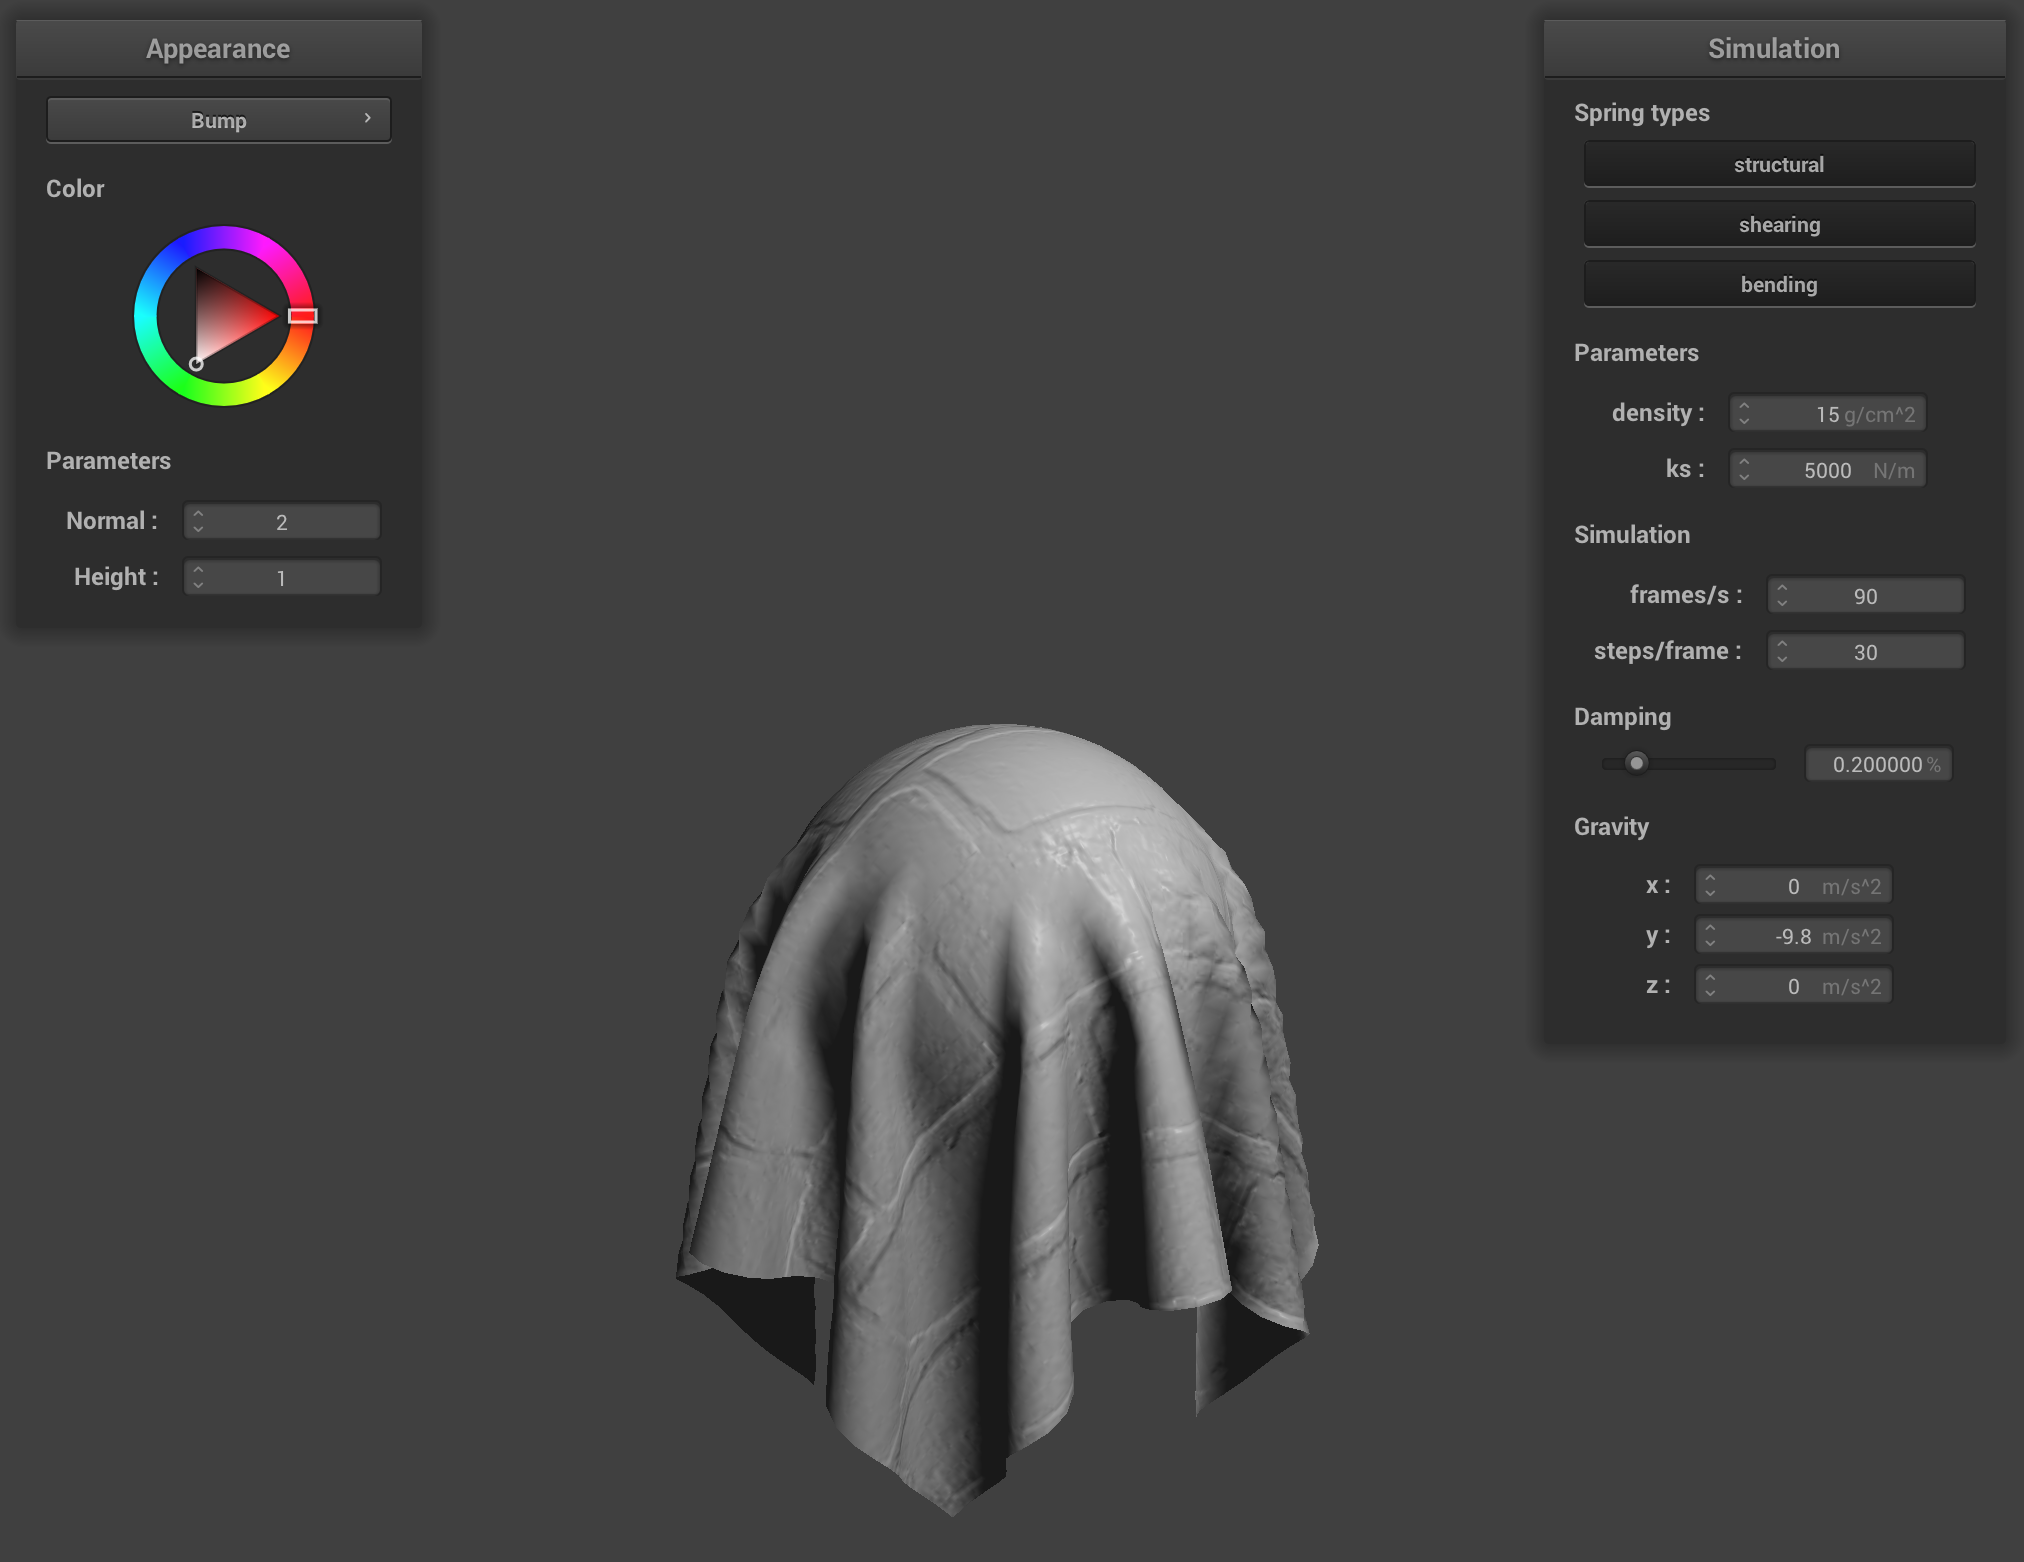 Appearance
Bump ›
Color
Parameters
Normal : 2
Height : 1
Simulation
Spring types
structural
shearing
bending
Parameters
density : 15 g/cm^2
ks : 5000 N/m
Simulation
frames/s : 90
steps/frame : 30
Damping
0.200000 %
Gravity
x : 0 m/s^2
y : -9.8 m/s^2
z : 0 m/s^2